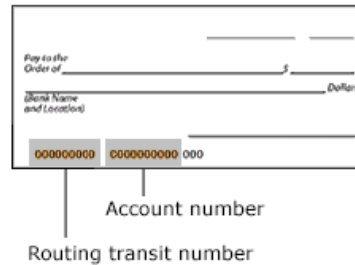 Pay to the
Order of $
Dollars
(Bank Name
and Location)
000000000 0000000000 000
Account number
Routing transit number